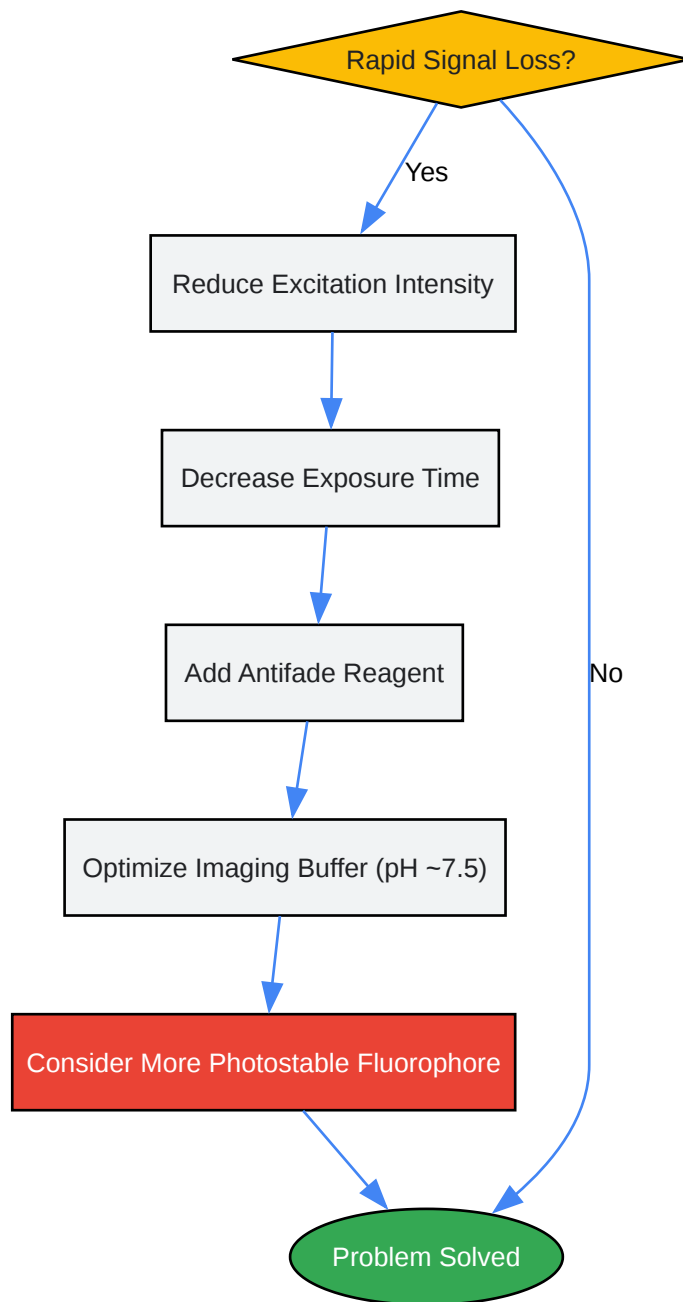 Rapid Signal Loss?
Yes
Reduce Excitation Intensity
Decrease Exposure Time
Add Antifade Reagent
No
Optimize Imaging Buffer (pH ~7.5)
Consider More Photostable Fluorophore
Problem Solved